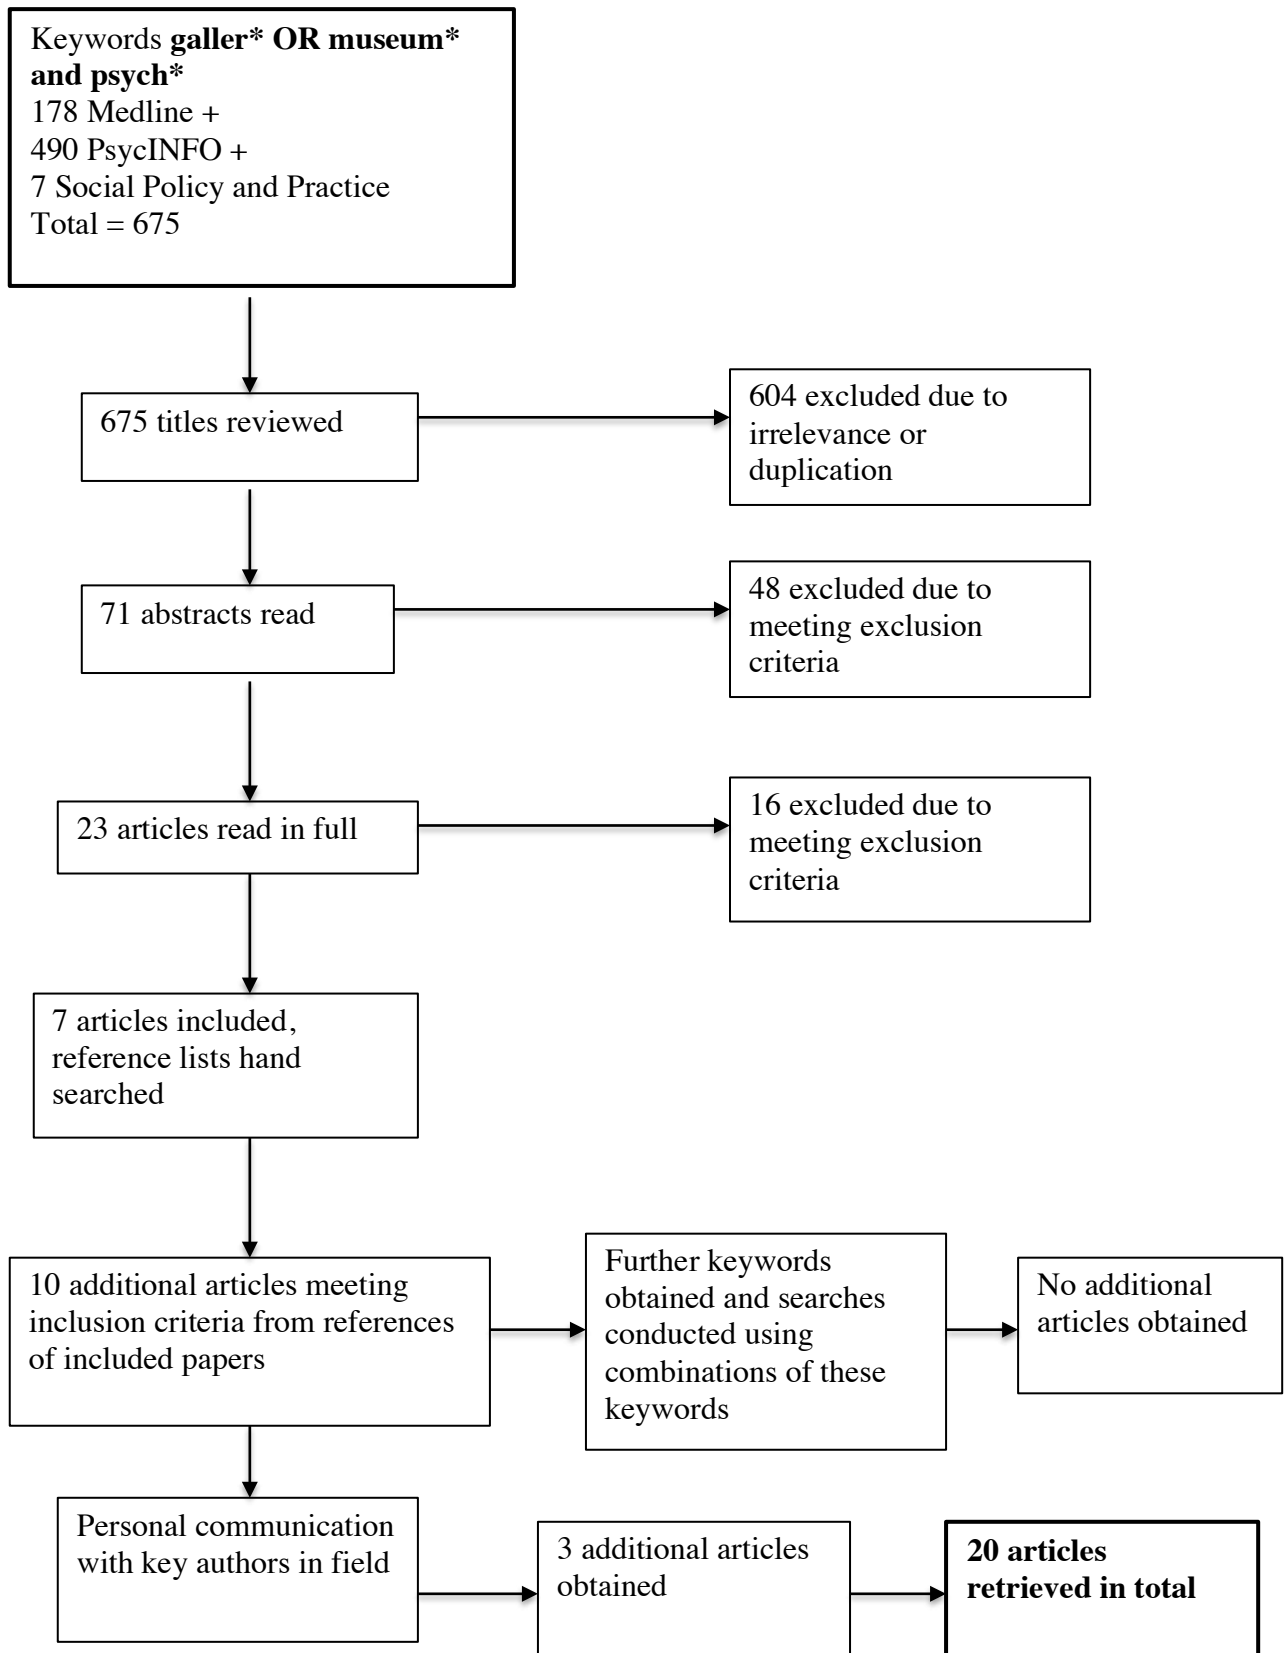 Keywords galler* OR museum*
and psych*
178 Medline +
490 PsycINFO +
7 Social Policy and Practice
Total = 675
675 titles reviewed
604 excluded due to
irrelevance or
duplication
71 abstracts read
48 excluded due to
meeting exclusion
criteria
23 articles read in full
16 excluded due to
meeting exclusion
criteria
7 articles included,
reference lists hand
searched
10 additional articles meeting
inclusion criteria from references
of included papers
Further keywords
obtained and searches
conducted using
combinations of these
keywords
No additional
articles obtained
Personal communication
with key authors in field
3 additional articles
obtained
20 articles
retrieved in total